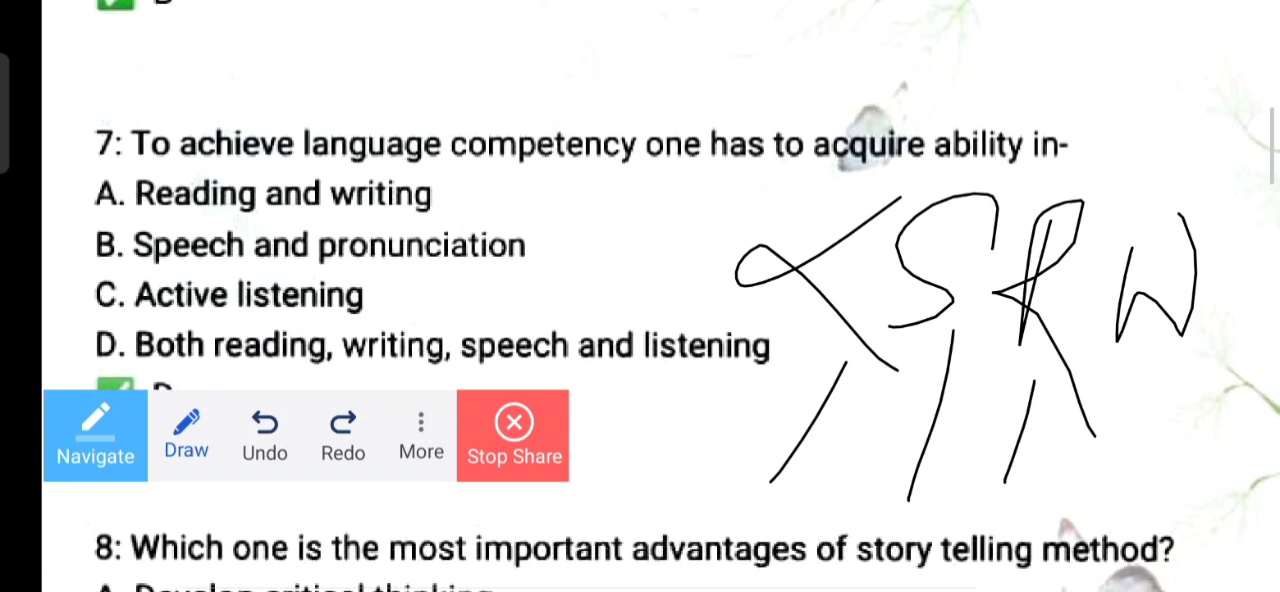 7: To achieve language competency one has to acquire ability in-
A. Reading and writing
B. Speech and pronunciation
C. Active listening
D. Both reading, writing, speech and listening
LSRW
Navigate
Draw
Undo
Redo
More
Stop Share
8: Which one is the most important advantages of story telling method?